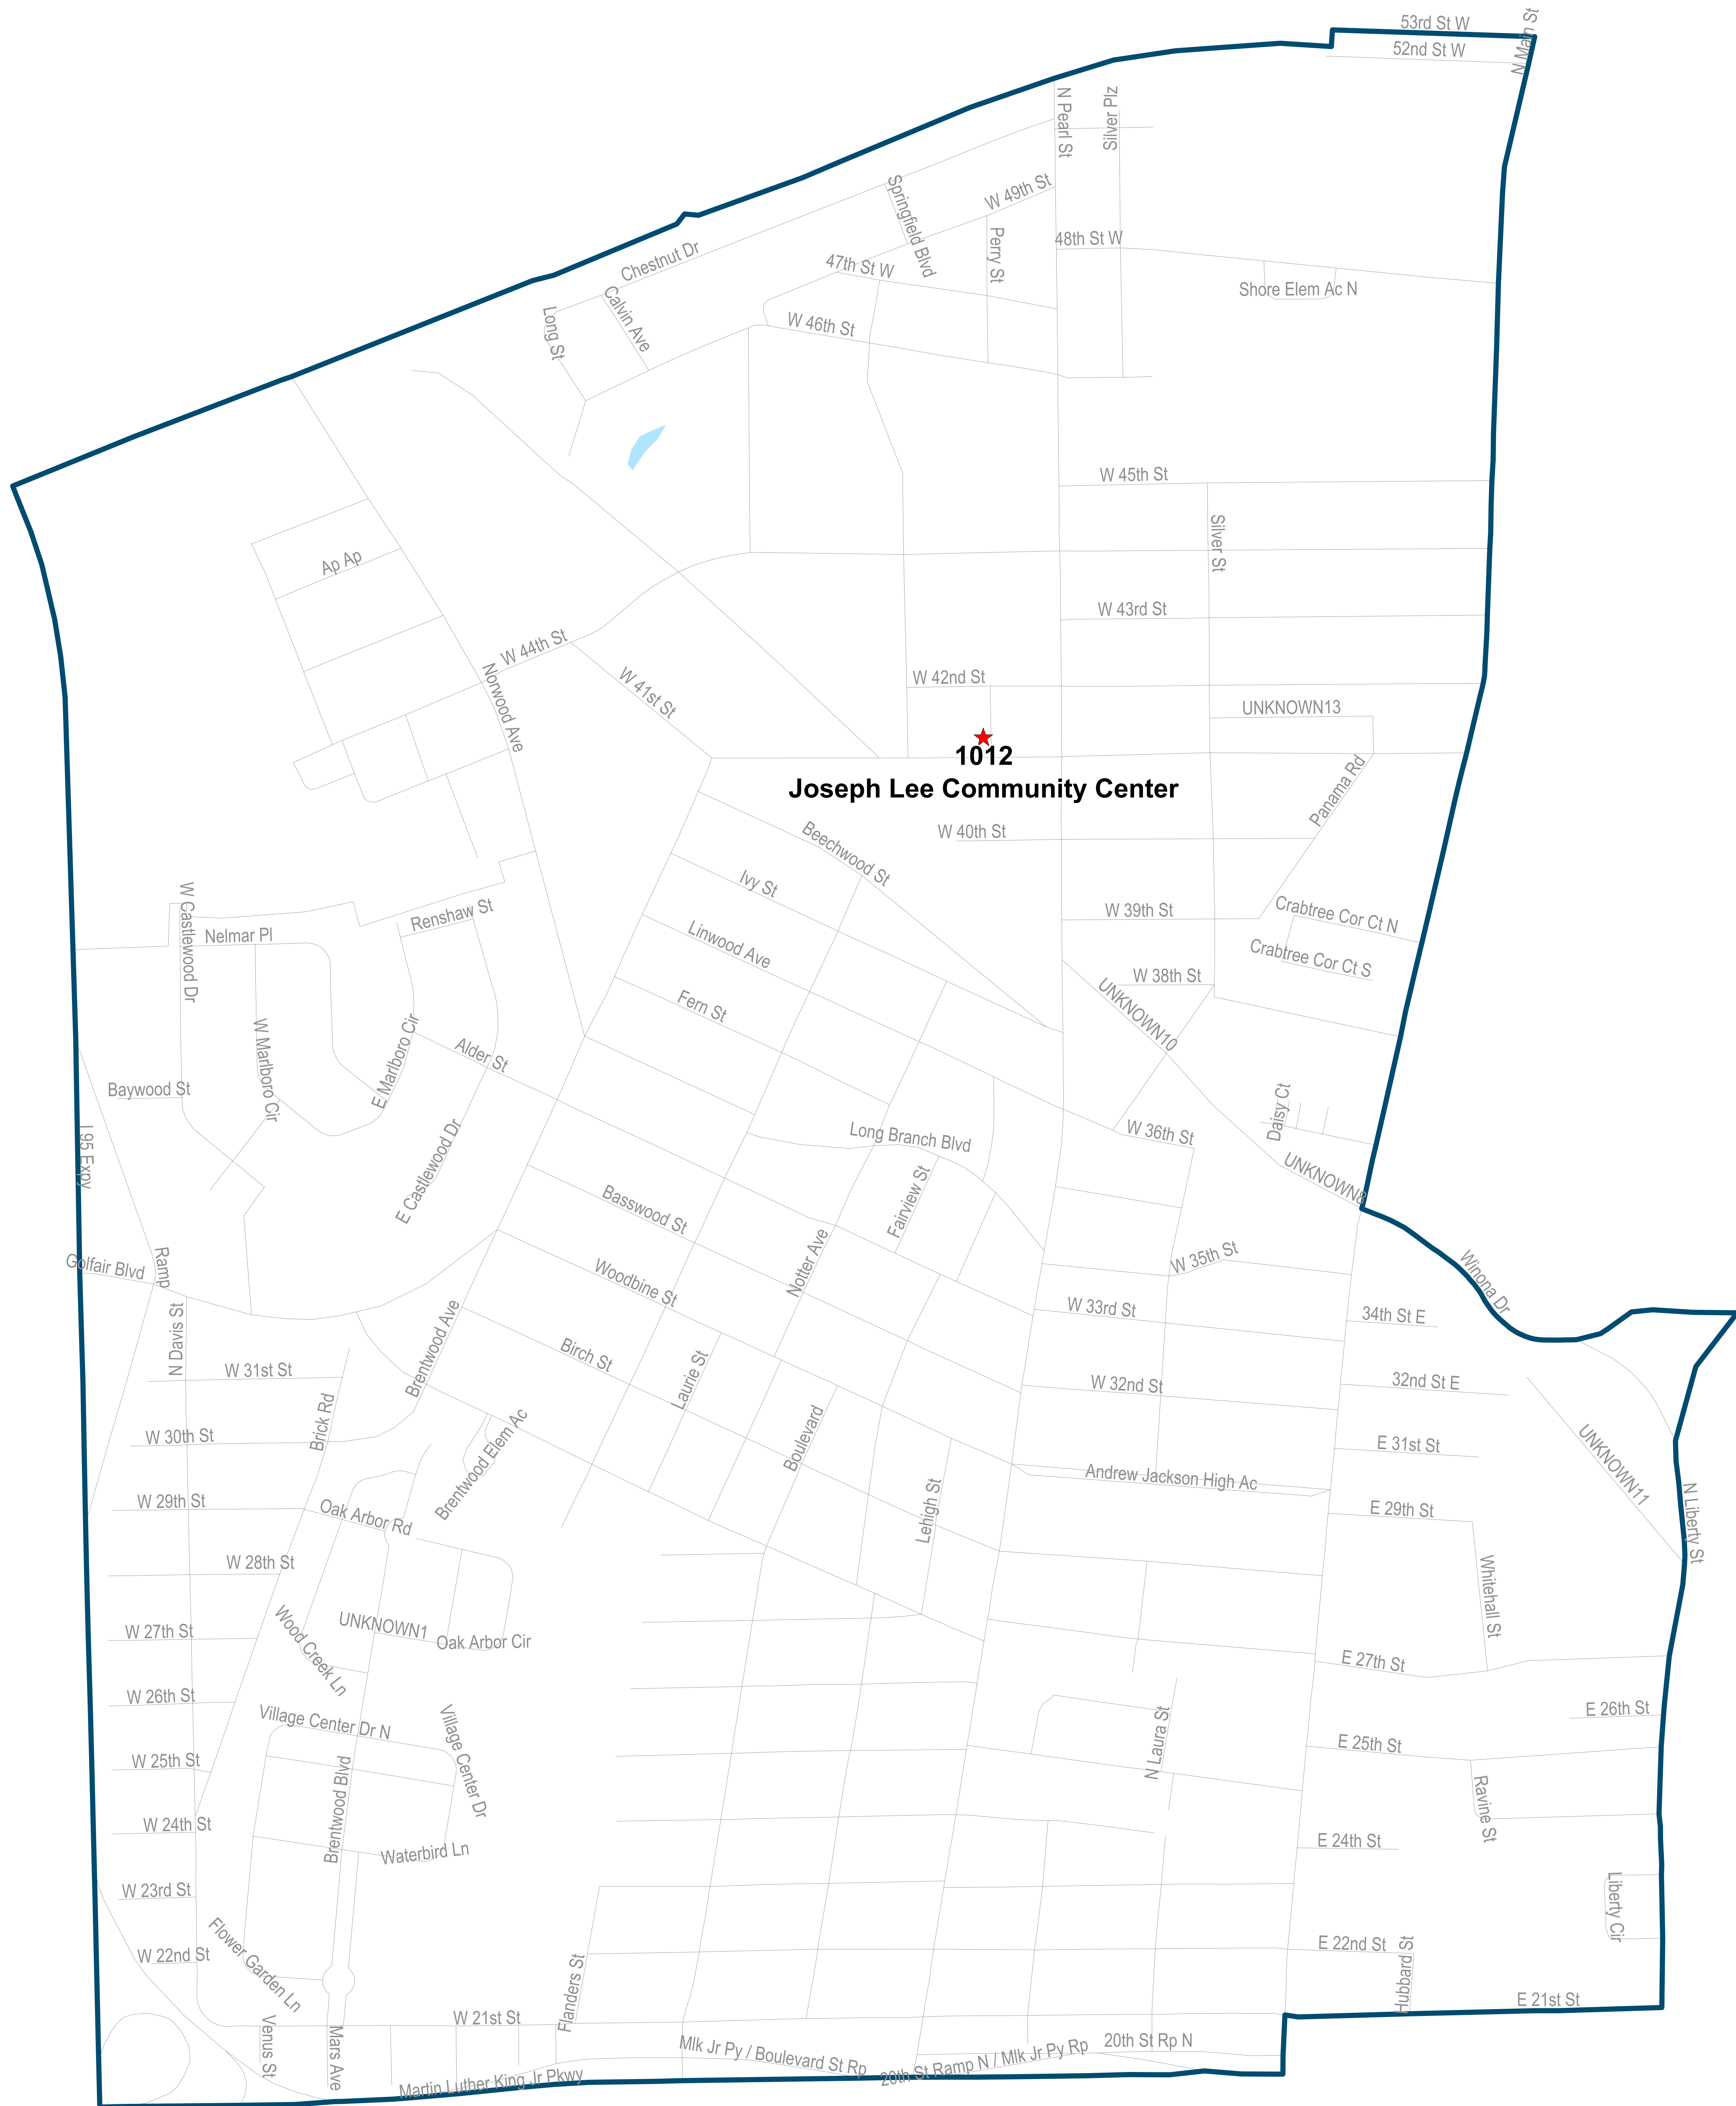 53rd St W
52nd St W
N Main St
N Pearl St
Silver Plz
W 49th St
Springfield Blvd
Perry St
48th St W
Chestnut Dr
47th St W
Shore Elem Ac N
Calvin Ave
Long St
W 46th St
W 45th St
Silver St
Ap Ap
W 43rd St
W 44th St
Norwood Ave
W 41st St
W 42nd St
UNKNOWN13
1012
Joseph Lee Community Center
Panama Rd
W 40th St
Beechwood St
Ivy St
W Castlewood Dr
Renshaw St
W 39th St
Crabtree Cor Ct N
Nelmar Pl
Linwood Ave
Crabtree Cor Ct S
W 38th St
Fern St
UNKNOWN10
W Marlboro Cir
E Marlboro Cir
Alder St
Baywood St
Daisy Ct
I 95 Expy
Long Branch Blvd
W 36th St
E Castlewood Dr
Fairview St
UNKNOWN8
Basswood St
Golfair Blvd
Ramp
Notter Ave
W 35th St
Woodbine St
Winona Dr
N Davis St
W 33rd St
34th St E
Brentwood Ave
Birch St
W 31st St
Laurie St
W 32nd St
32nd St E
Brick Rd
W 30th St
Boulevard
E 31st St
Brentwood Elem Ac
Andrew Jackson High Ac
UNKNOWN11
W 29th St
Oak Arbor Rd
Lehigh St
E 29th St
N Liberty St
W 28th St
Whitehall St
Wood Creek Ln
W 27th St
UNKNOWN1
Oak Arbor Cir
E 27th St
W 26th St
E 26th St
Village Center Dr N
Village Center Dr
N Laura St
E 25th St
W 25th St
Brentwood Blvd
Ravine St
W 24th St
E 24th St
Waterbird Ln
W 23rd St
Liberty Cir
Flower Garden Ln
W 22nd St
E 22nd St
Hubbard St
Flanders St
E 21st St
W 21st St
Venus St
Mars Ave
Mlk Jr Py / Boulevard St Rp
20th St Rp N
20th St Ramp N / Mlk Jr Py Rp
Martin Luther King Jr Pkwy